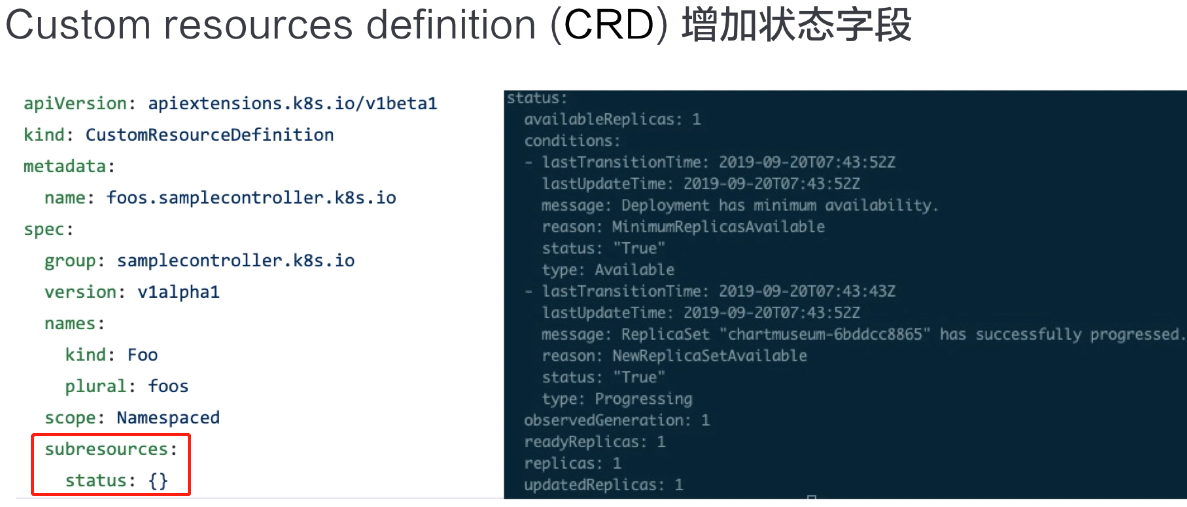 Custom resources definition (CRD) 增加状态字段
apiVersion: apiextensions.k8s.io/v1beta1
kind: CustomResourceDefinition
metadata:
  name: foos.samplecontroller.k8s.io
spec:
  group: samplecontroller.k8s.io
  version: v1alpha1
  names:
    kind: Foo
    plural: foos
  scope: Namespaced
  subresources:
    status: {}
status:
  availableReplicas: 1
  conditions:
  - lastTransitionTime: 2019-09-20T07:43:52Z
    lastUpdateTime: 2019-09-20T07:43:52Z
    message: Deployment has minimum availability.
    reason: MinimumReplicasAvailable
    status: "True"
    type: Available
  - lastTransitionTime: 2019-09-20T07:43:43Z
    lastUpdateTime: 2019-09-20T07:43:52Z
    message: ReplicaSet "chartmuseum-6bddcc8865" has successfully progressed.
    reason: NewReplicaSetAvailable
    status: "True"
    type: Progressing
  observedGeneration: 1
  readyReplicas: 1
  replicas: 1
  updatedReplicas: 1